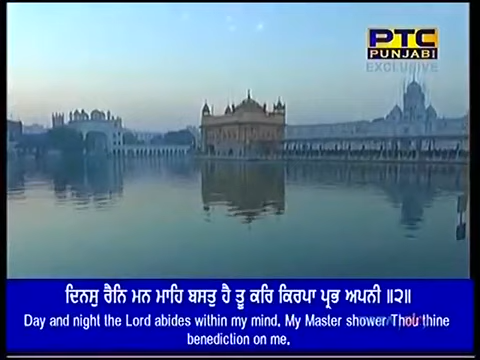 PTC
PUNJABI
EXCLUSIVE
ਦਿਨਸੁ ਰੈਨਿ ਮਨ ਮਾਹਿ ਬਸਤੁ ਹੈ ਤੂ ਕਰਿ ਕਿਰਪਾ ਪ੍ਰਭ ਅਪਨੀ ॥੨॥
Day and night the Lord abides within my mind, My Master shower Thou thine
benediction on me.